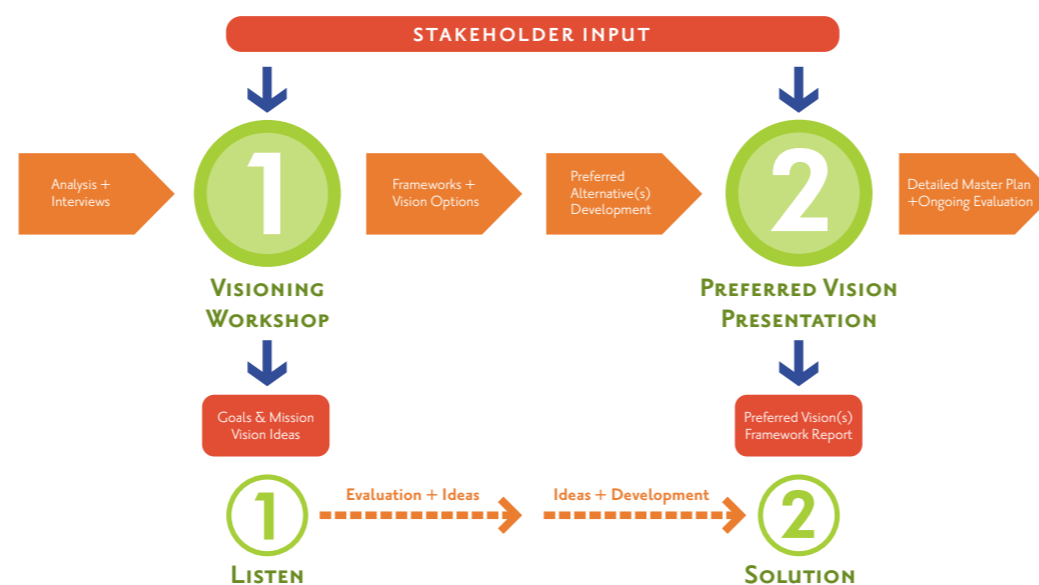 STAKEHOLDER INPUT
Analysis +
Interviews
1
Frameworks +
Vision Options
Preferred
Alternative(s)
Development
2
Detailed Master Plan
+Ongoing Evaluation
VISIONING
WORKSHOP
PREFERRED VISION
PRESENTATION
Goals & Mission
Vision Ideas
Preferred Vision(s)
Framework Report
1
Evaluation + Ideas
Ideas + Development
2
LISTEN
SOLUTION